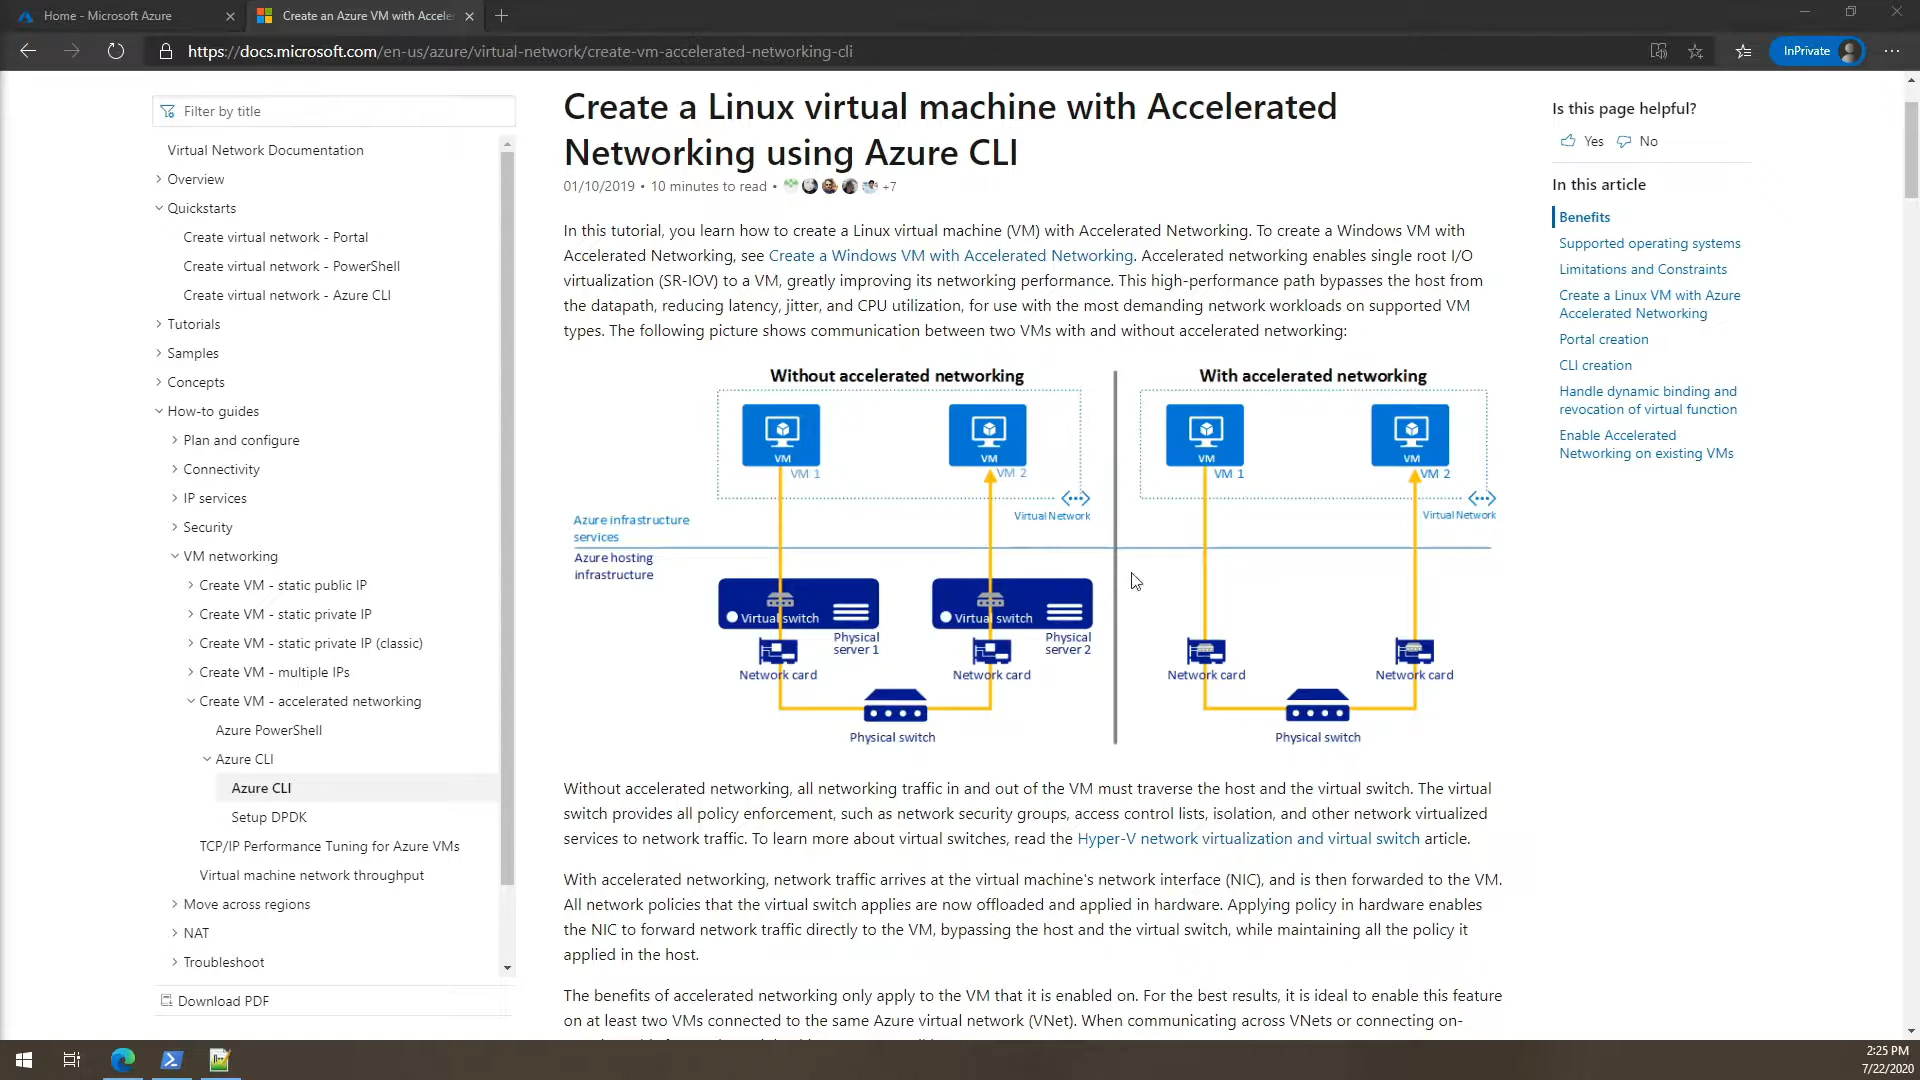 Home - Microsoft Azure
Create an Azure VM with Acceler
https://docs.microsoft.com/en-us/azure/virtual-network/create-vm-accelerated-networking-cli
InPrivate
Filter by title
Virtual Network Documentation
Overview
Quickstarts
Create virtual network - Portal
Create virtual network - PowerShell
Create virtual network - Azure CLI
Tutorials
Samples
Concepts
How-to guides
Plan and configure
Connectivity
IP services
Security
VM networking
Create VM - static public IP
Create VM - static private IP
Create VM - static private IP (classic)
Create VM - multiple IPs
Create VM - accelerated networking
Azure PowerShell
Azure CLI
Azure CLI
Setup DPDK
TCP/IP Performance Tuning for Azure VMs
Virtual machine network throughput
Move across regions
NAT
Troubleshoot
Download PDF
Create a Linux virtual machine with Accelerated
Networking using Azure CLI
01/10/2019 • 10 minutes to read • +7
In this tutorial, you learn how to create a Linux virtual machine (VM) with Accelerated Networking. To create a Windows VM with
Accelerated Networking, see Create a Windows VM with Accelerated Networking. Accelerated networking enables single root I/O
virtualization (SR-IOV) to a VM, greatly improving its networking performance. This high-performance path bypasses the host from
the datapath, reducing latency, jitter, and CPU utilization, for use with the most demanding network workloads on supported VM
types. The following picture shows communication between two VMs with and without accelerated networking:
Without accelerated networking
VM
VM 1
VM
VM 2
Virtual Network
Azure infrastructure
services
Azure hosting
infrastructure
Virtual switch
Physical
server 1
Network card
Virtual switch
Physical
server 2
Network card
Physical switch
With accelerated networking
VM
VM 1
VM
VM 2
Virtual Network
Network card
Network card
Physical switch
Without accelerated networking, all networking traffic in and out of the VM must traverse the host and the virtual switch. The virtual
switch provides all policy enforcement, such as network security groups, access control lists, isolation, and other network virtualized
services to network traffic. To learn more about virtual switches, read the Hyper-V network virtualization and virtual switch article.
With accelerated networking, network traffic arrives at the virtual machine's network interface (NIC), and is then forwarded to the VM.
All network policies that the virtual switch applies are now offloaded and applied in hardware. Applying policy in hardware enables
the NIC to forward network traffic directly to the VM, bypassing the host and the virtual switch, while maintaining all the policy it
applied in the host.
The benefits of accelerated networking only apply to the VM that it is enabled on. For the best results, it is ideal to enable this feature
on at least two VMs connected to the same Azure virtual network (VNet). When communicating across VNets or connecting on-
Is this page helpful?
Yes No
In this article
Benefits
Supported operating systems
Limitations and Constraints
Create a Linux VM with Azure
Accelerated Networking
Portal creation
CLI creation
Handle dynamic binding and
revocation of virtual function
Enable Accelerated
Networking on existing VMs
2:25 PM
7/22/2020